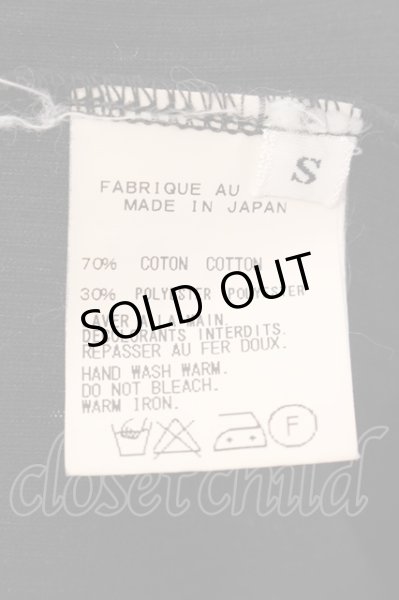 S
FABRIQUE AU
MADE IN JAPAN
70% COTON COTTON
30% POLYESTER POLYESTER
SOLD OUT
LAVER A LA MAIN.
DECOLORANTS INTERDITS.
REPASSER AU FER DOUX.
HAND WASH WARM.
DO NOT BLEACH.
WARM IRON.
F
closetchild